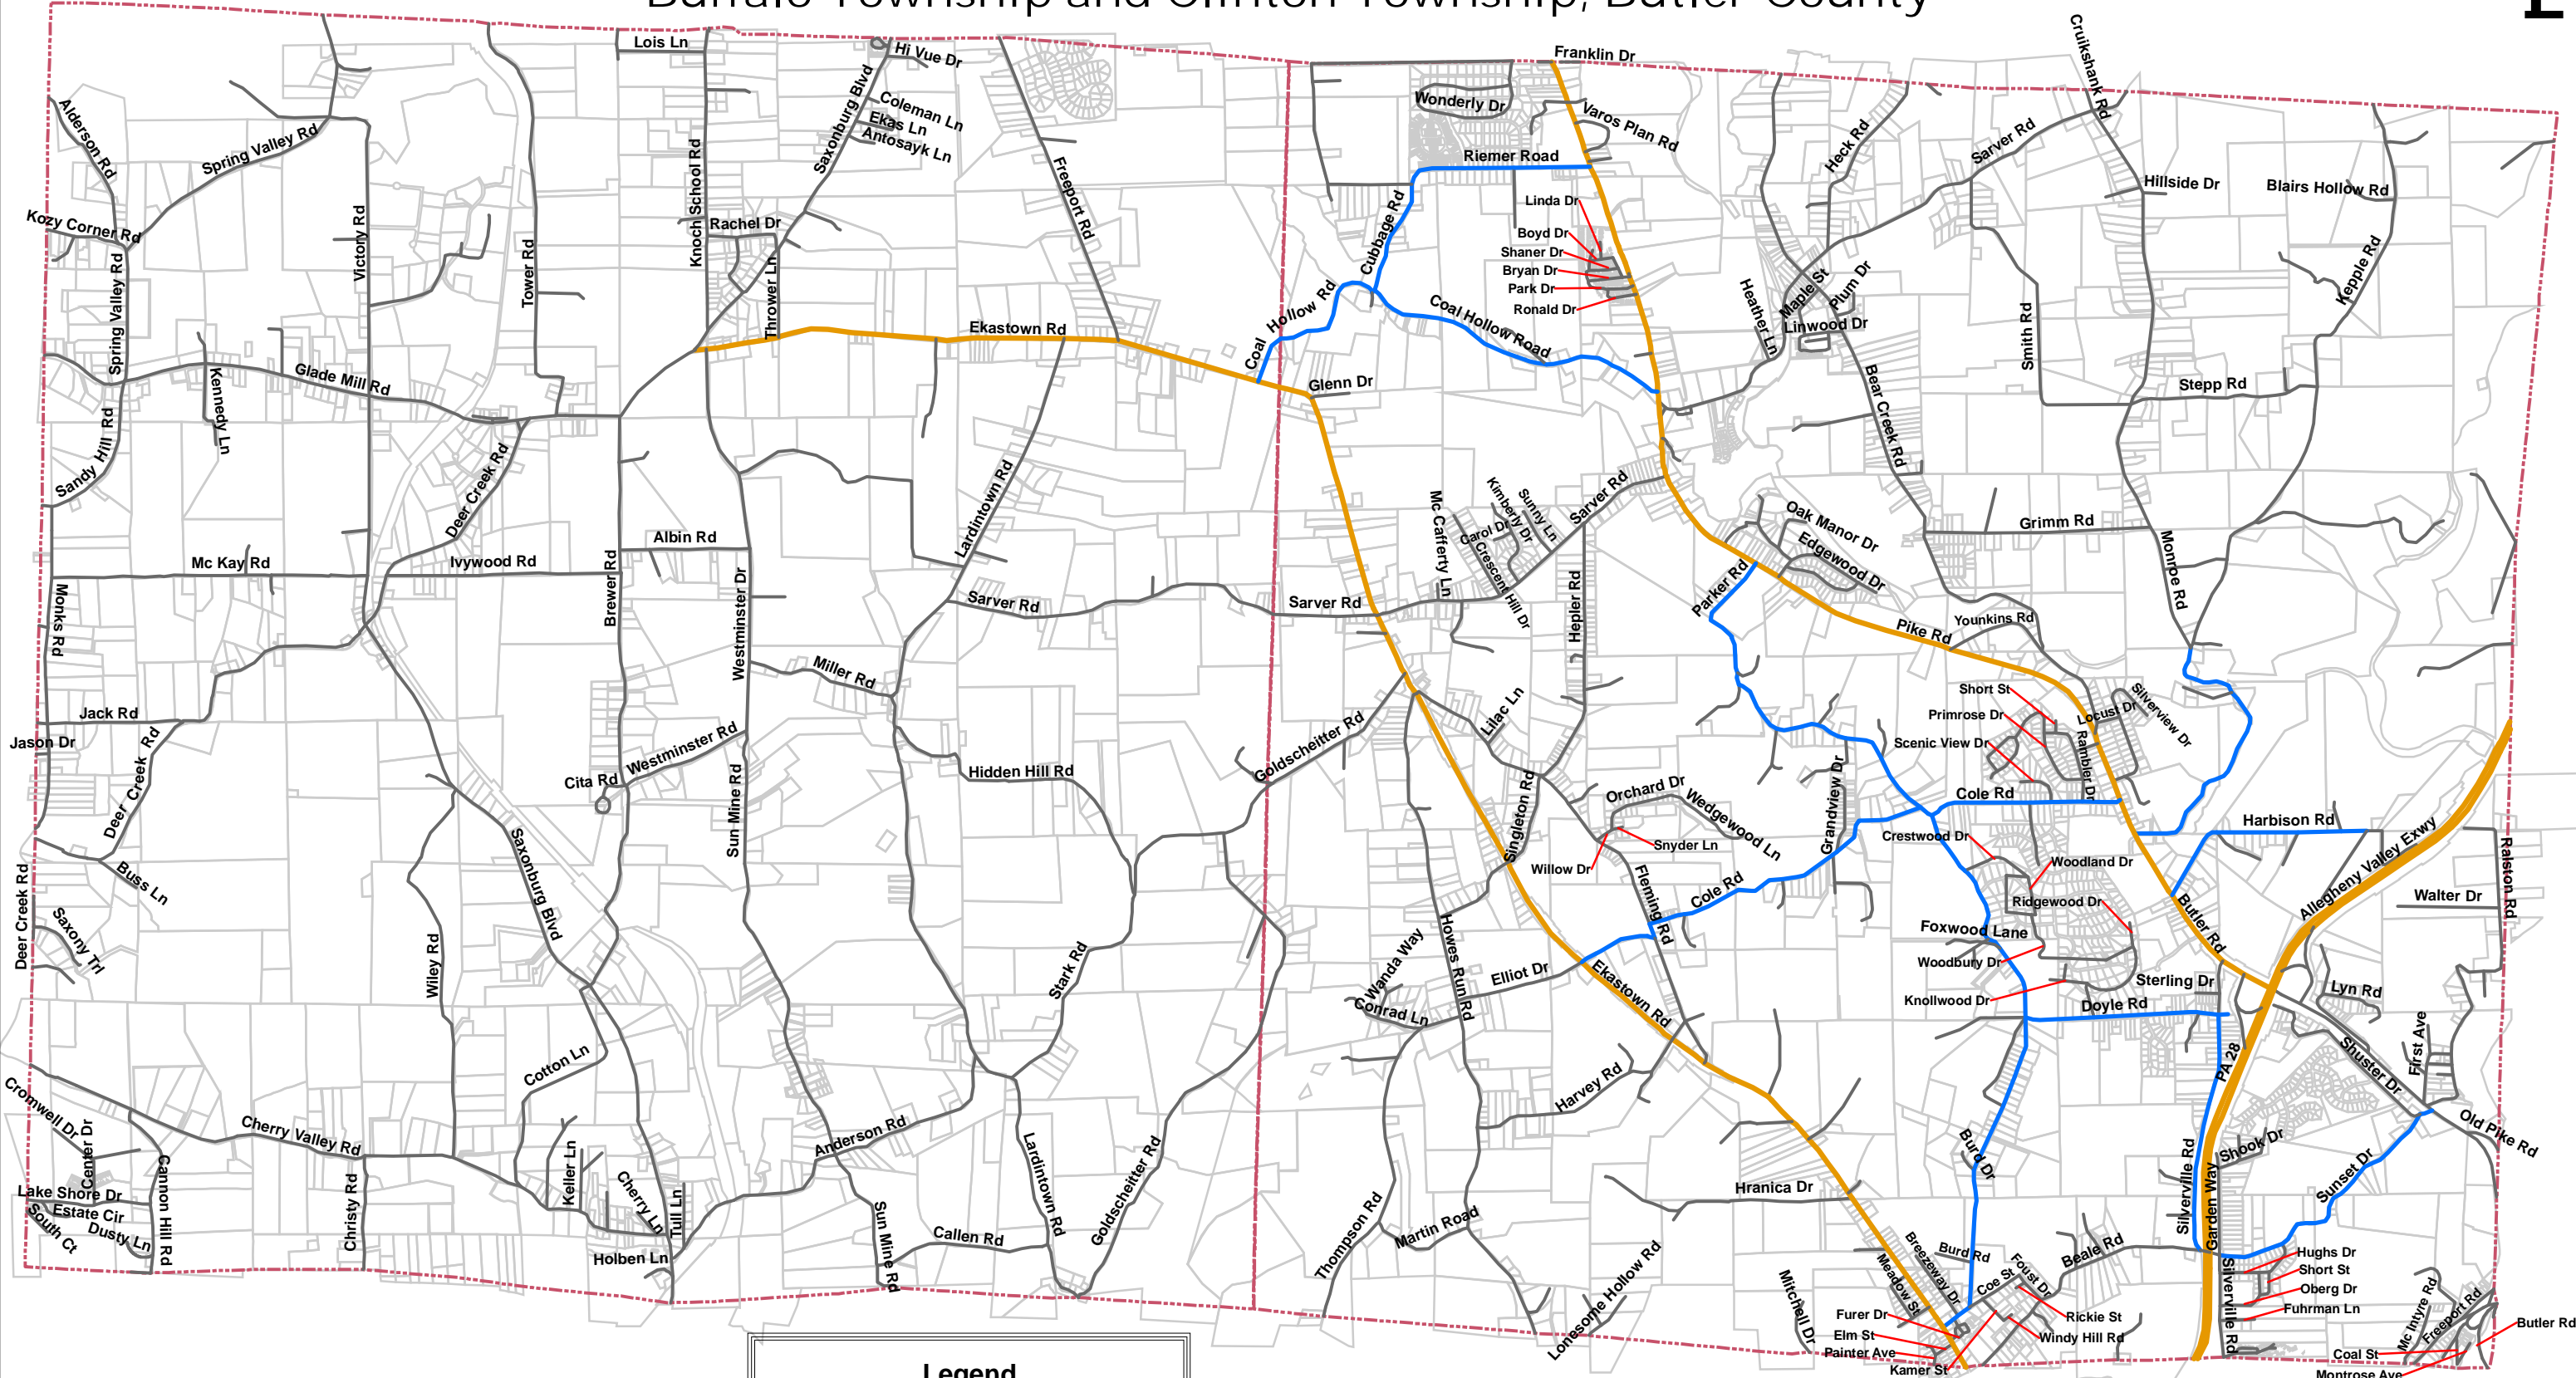 Buffalo Township and Clinton Township, Butler County
Lois Ln
Hi Vue Dr
Franklin Dr
Cruikshank Rd
Alderson Rd
Spring Valley Rd
Saxonburg Blvd
Coleman Ln
Ekas Ln
Antosayk Ln
Wonderly Dr
Varos Plan Rd
Heck Rd
Sarver Rd
Knoch School Rd
Freeport Rd
Riemer Road
Hillside Dr
Blairs Hollow Rd
Kozy Corner Rd
Victory Rd
Tower Rd
Rachel Dr
Thrower Ln
Cubbage Rd
Linda Dr
Boyd Dr
Shaner Dr
Bryan Dr
Park Dr
Ronald Dr
Spring Valley Rd
Coal Hollow Rd
Coal Hollow Road
Heather Ln
Maple St
Plum Dr
Linwood Dr
Smith Rd
Kepple Rd
Ekastown Rd
Glade Mill Rd
Kennedy Ln
Glenn Dr
Bear Creek Rd
Stepp Rd
Sandy Hill Rd
Deer Creek Rd
Lardintown Rd
Mc Cafferty Ln
Kimberly Dr
Sunny Ln
Carol Dr
Crescent Hill Dr
Sarver Rd
Oak Manor Dr
Edgewood Dr
Grimm Rd
Monroe Rd
Mc Kay Rd
Ivywood Rd
Albin Rd
Brewer Rd
Westminster Dr
Monks Rd
Sarver Rd
Sarver Rd
Hepler Rd
Parker Rd
Pike Rd
Younkins Rd
Miller Rd
Jack Rd
Jason Dr
Deer Creek Rd
Westminster Rd
Cita Rd
Sun Mine Rd
Hidden Hill Rd
Goldscheitter Rd
Lilac Ln
Short St
Primrose Dr
Scenic View Dr
Locust Dr
Silverview Dr
Rambler Dr
Singleton Rd
Orchard Dr
Wedgewood Ln
Snyder Ln
Willow Dr
Grandview Dr
Cole Rd
Crestwood Dr
Woodland Dr
Ridgewood Dr
Harbison Rd
Allegheny Valley Exwy
Ralston Rd
Walter Dr
Buss Ln
Saxony Trl
Deer Creek Rd
Saxonburg Blvd
Wiley Rd
Fleming Rd
Cole Rd
Foxwood Lane
Woodbury Dr
Knollwood Dr
Butler Rd
Sterling Dr
Doyle Rd
Lyn Rd
Stark Rd
Wanda Way
Conrad Ln
Howes Run Rd
Elliot Dr
Ekastown Rd
PA 28
Shuster Dr
First Ave
Old Pike Rd
Cotton Ln
Cromwell Dr
Center Dr
Cherry Valley Rd
Anderson Rd
Harvey Rd
Burd Dr
Shook Dr
Sunset Dr
Silverville Rd
Garden Way
Lake Shore Dr
Estate Cir
South Ct
Dusty Ln
Cannon Hill Rd
Christy Rd
Keller Ln
Cherry Ln
Tull Ln
Holben Ln
Sun Mine Rd
Callen Rd
Lardintown Rd
Goldscheitter Rd
Thompson Rd
Martin Road
Hranica Dr
Lonesome Hollow Rd
Mitchell Dr
Meadow St
Breezeway Dr
Burd Rd
Coe St
Foust Dr
Beale Rd
Furer Dr
Elm St
Painter Ave
Kamer St
Rickie St
Windy Hill Rd
Silverville Rd
Hughs Dr
Short St
Oberg Dr
Fuhrman Ln
Mc Intyre Rd
Freeport Rd
Butler Rd
Coal St
Montrose Ave
Legend